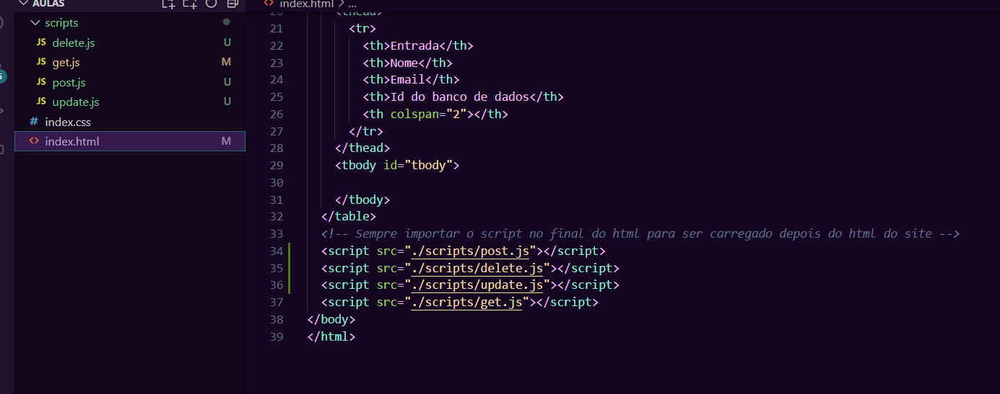 AULAS
scripts
JS delete.js U
JS get.js M
JS post.js U
JS update.js U
# index.css
<> index.html M
<> index.html > ...
20 <thead>
21 <tr>
22 <th>Entrada</th>
23 <th>Nome</th>
24 <th>Email</th>
25 <th>Id do banco de dados</th>
26 <th colspan="2"></th>
27 </tr>
28 </thead>
29 <tbody id="tbody">
30
31 </tbody>
32 </table>
33 <!-- Sempre importar o script no final do html para ser carregado depois do html do site -->
34 <script src="./scripts/post.js"></script>
35 <script src="./scripts/delete.js"></script>
36 <script src="./scripts/update.js"></script>
37 <script src="./scripts/get.js"></script>
38 </body>
39 </html>